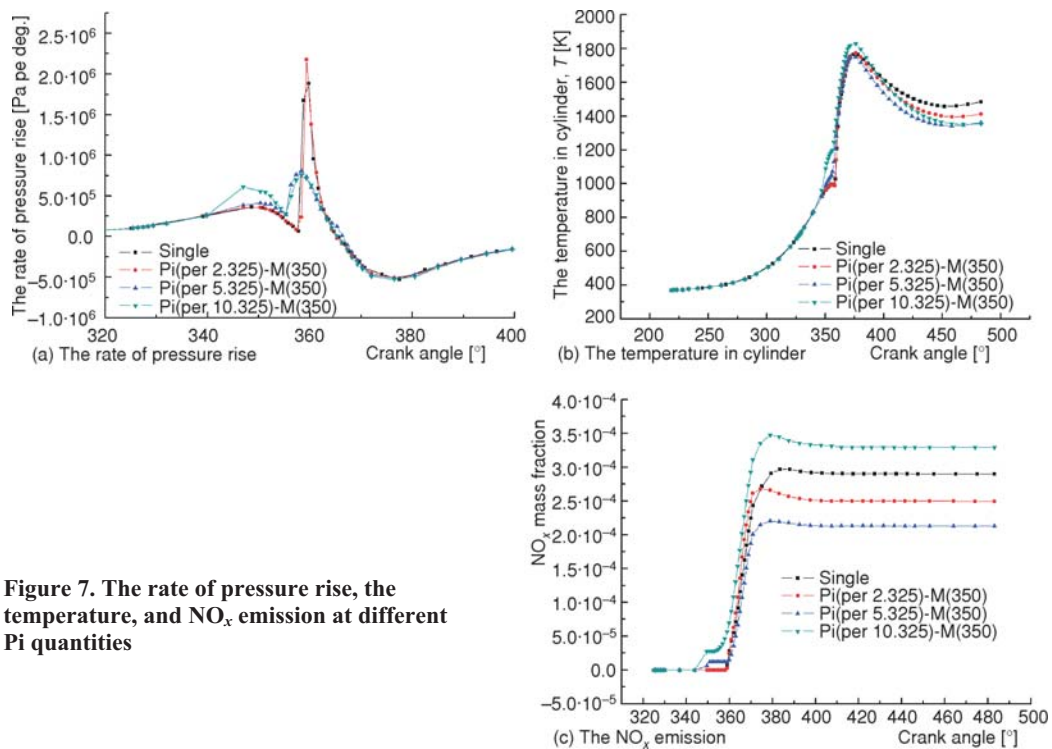 The rate of pressure rise [Pa pe deg.]
2.5·10⁶
2.0·10⁶
1.5·10⁶
1.0·10⁶
5.0·10⁵
0.0
−5.0·10⁵
−1.0·10⁶
Single
Pi(per 2.325)-M(350)
Pi(per 5.325)-M(350)
Pi(per 10.325)-M(350)
320 340 360 380 400
(a) The rate of pressure rise Crank angle [°]
The temperature in cylinder, T [K]
2000
1800
1600
1400
1200
1000
800
600
400
200
Single
Pi(per 2.325)-M(350)
Pi(per 5.325)-M(350)
Pi(per 10.325)-M(350)
200 250 300 350 400 450 500
(b) The temperature in cylinder Crank angle [°]
NOₓ mass fraction
4.0·10⁻⁴
3.5·10⁻⁴
3.0·10⁻⁴
2.5·10⁻⁴
2.0·10⁻⁴
1.5·10⁻⁴
1.0·10⁻⁴
5.0·10⁻⁵
0.0
−5.0·10⁻⁵
Single
Pi(per 2.325)-M(350)
Pi(per 5.325)-M(350)
Pi(per 10.325)-M(350)
320 340 360 380 400 420 440 460 480 500
(c) The NOₓ emission Crank angle [°]
Figure 7. The rate of pressure rise, the
temperature, and NOₓ emission at different
Pi quantities